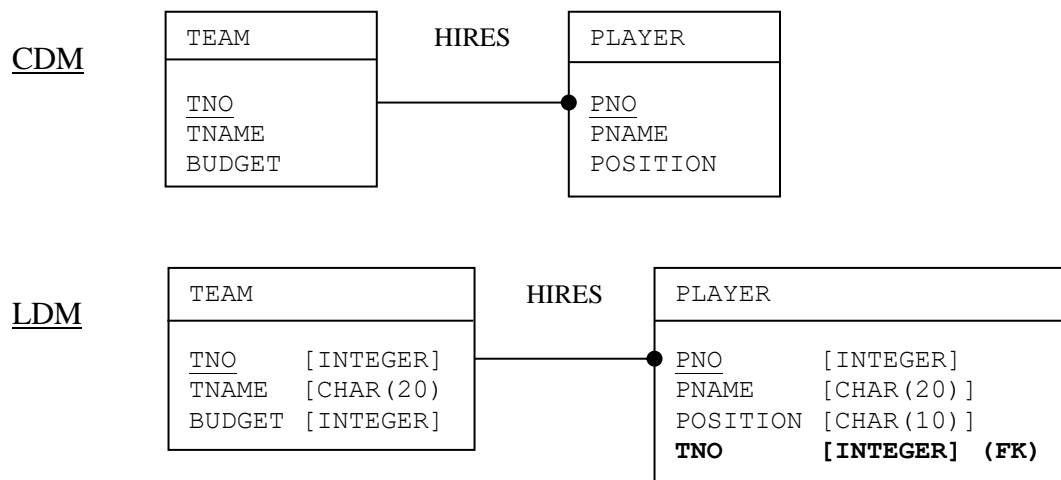 CDM
TEAM
TNO
TNAME
BUDGET
HIRES
PLAYER
PNO
PNAME
POSITION
LDM
TEAM
TNO [INTEGER]
TNAME [CHAR(20)
BUDGET [INTEGER]
HIRES
PLAYER
PNO [INTEGER]
PNAME [CHAR(20)]
POSITION [CHAR(10)]
TNO [INTEGER] (FK)